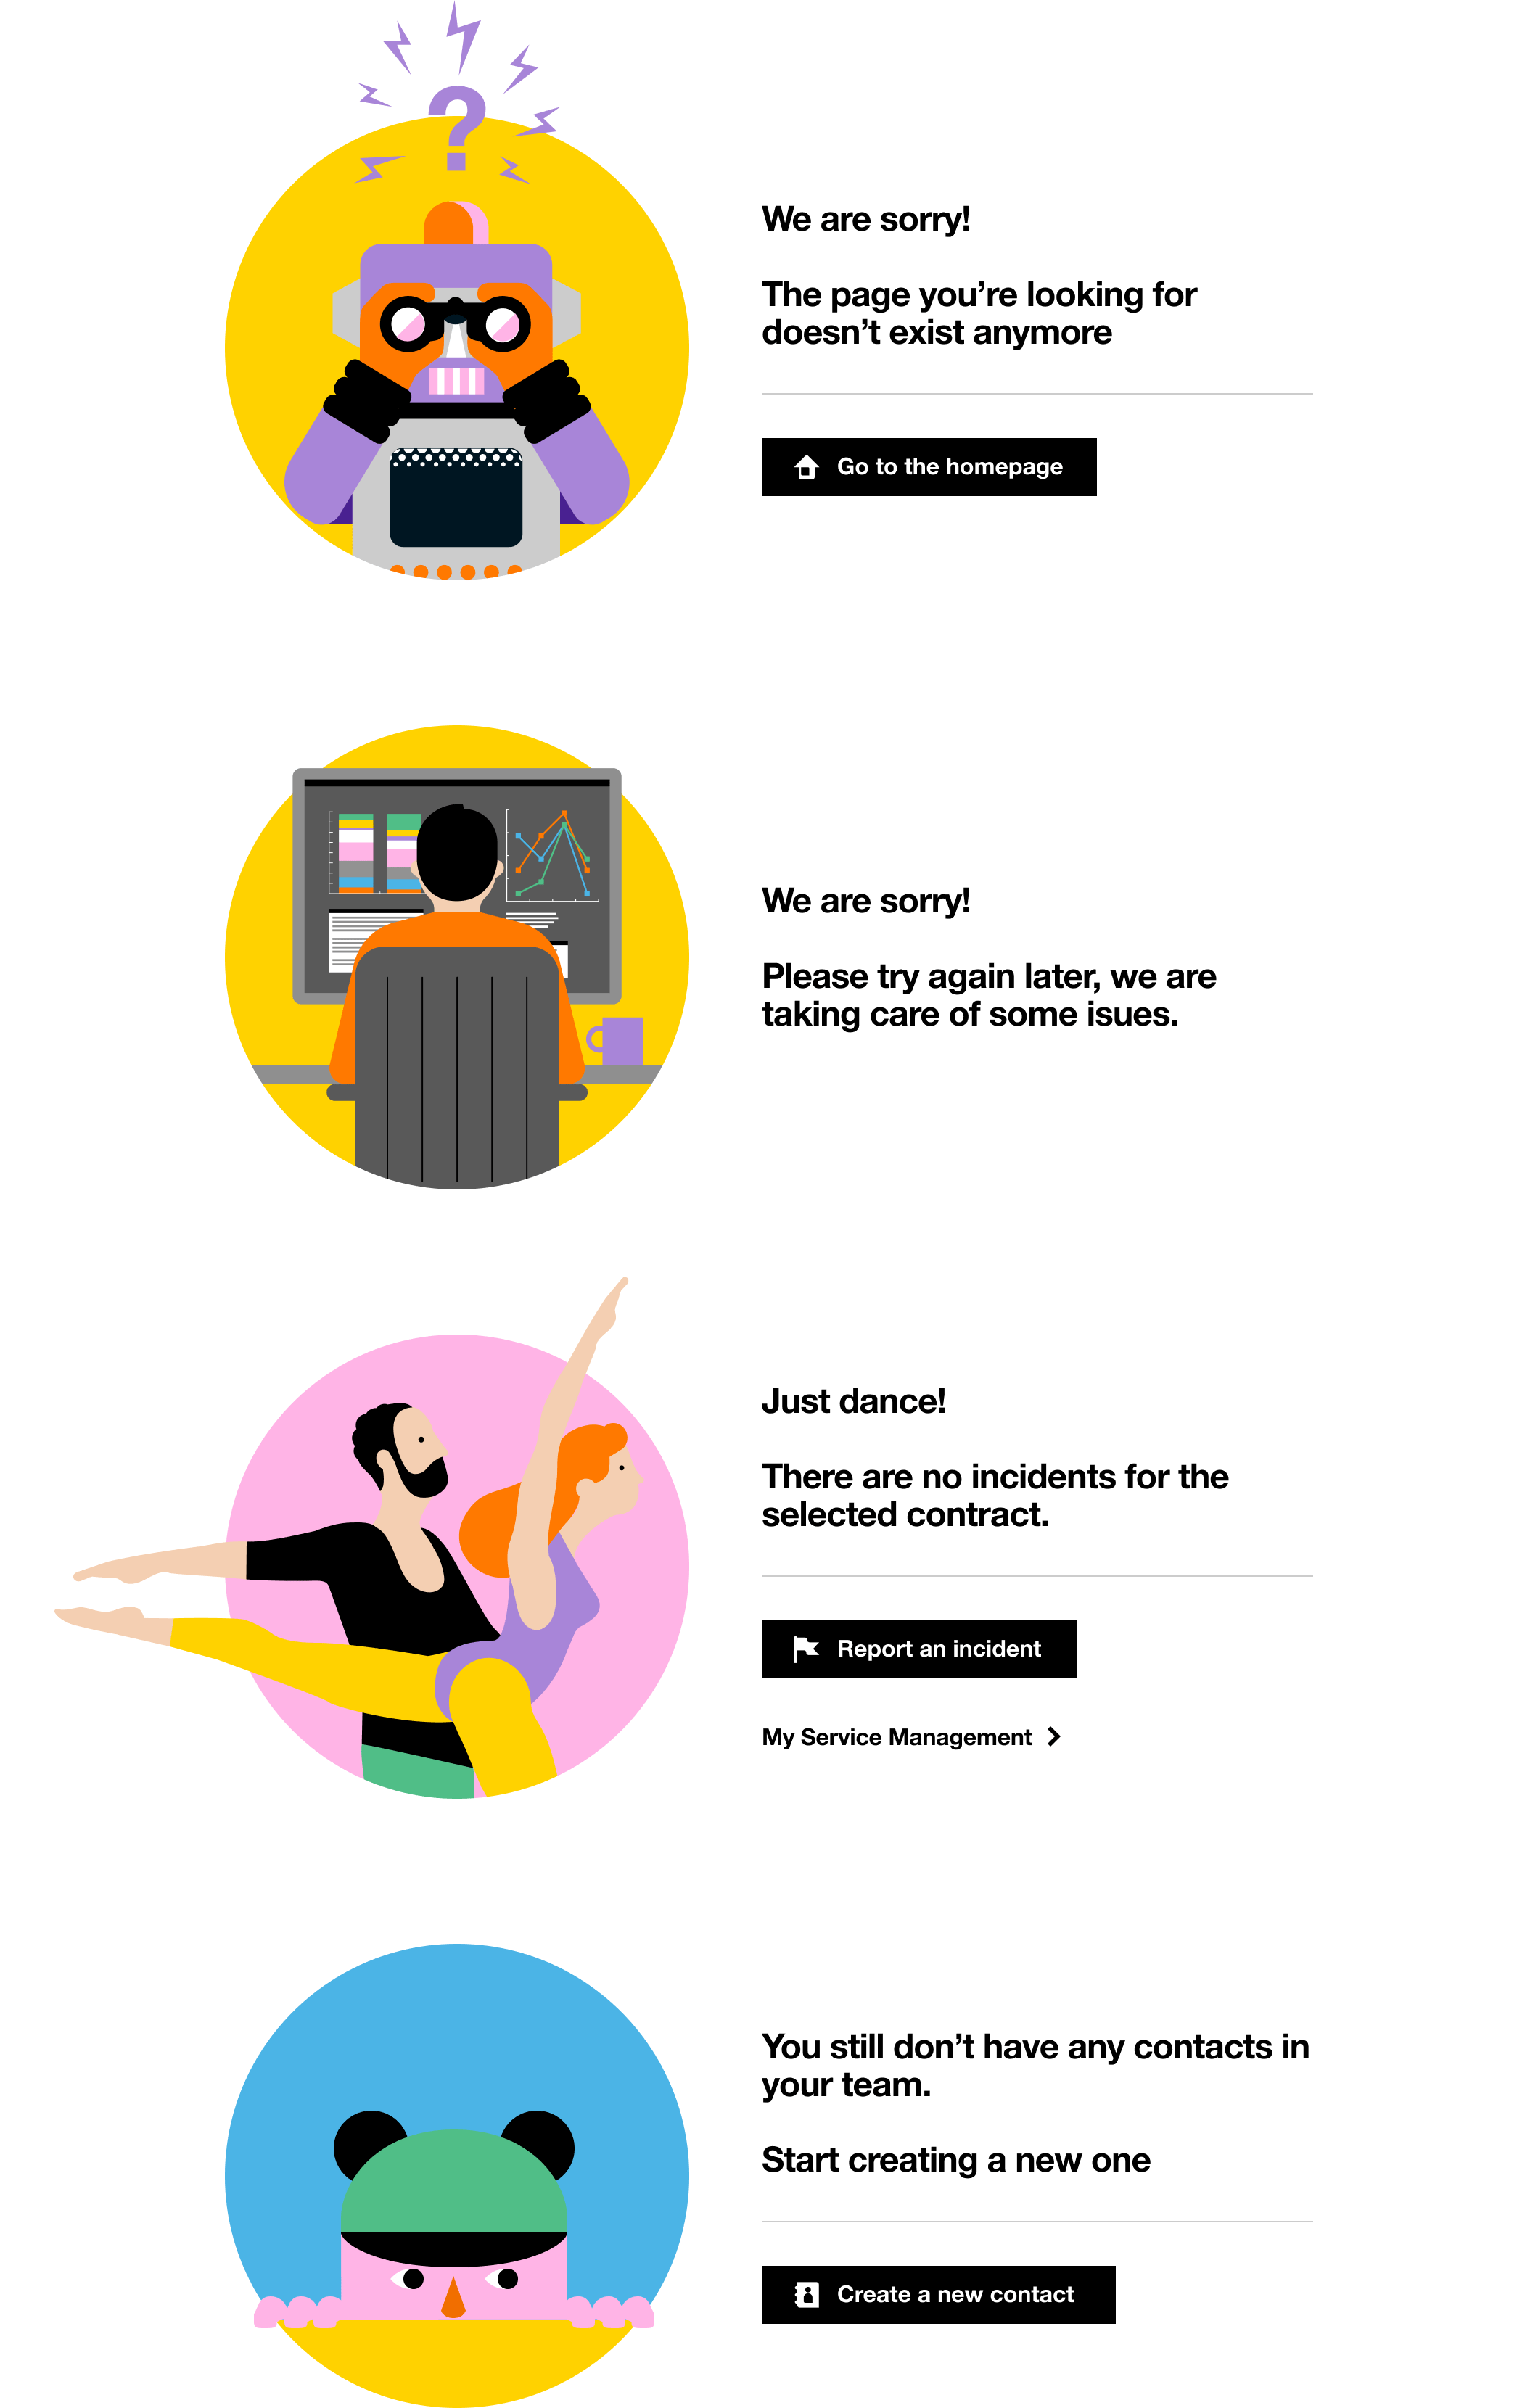 ?
We are sorry!
The page you’re looking for
doesn’t exist anymore
Go to the homepage
We are sorry!
Please try again later, we are
taking care of some isues.
Just dance!
There are no incidents for the
selected contract.
Report an incident
My Service Management
You still don’t have any contacts in
your team.
Start creating a new one
Create a new contact